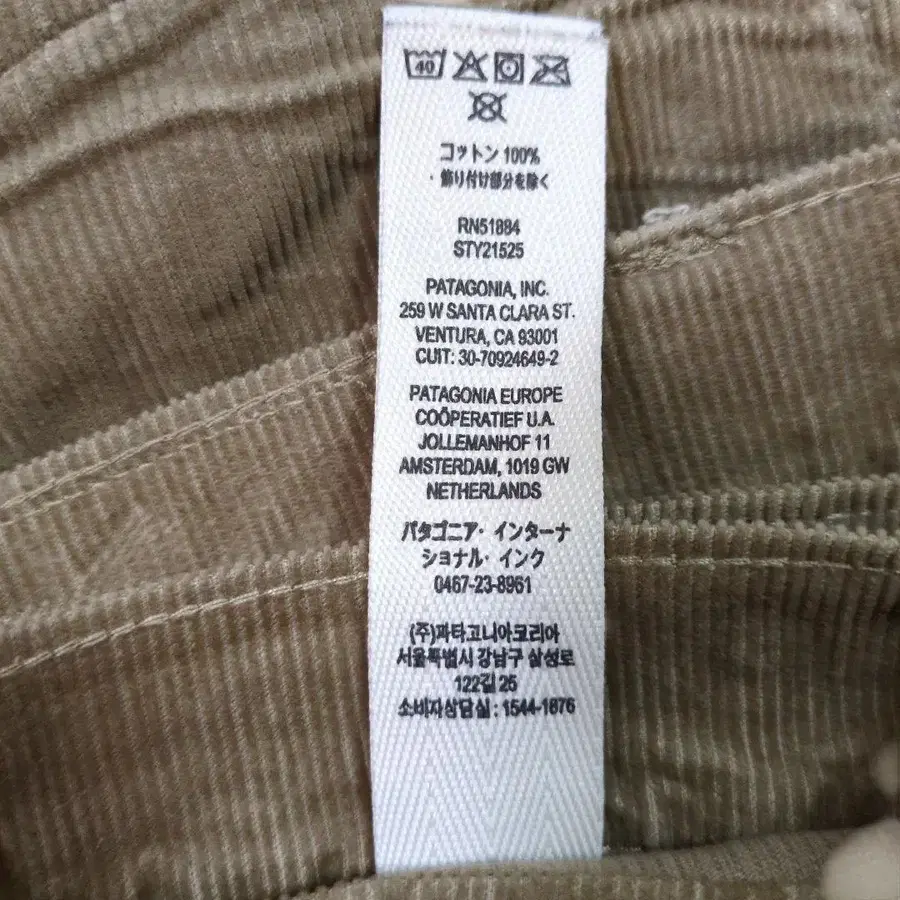 40
コットン 100%
・飾り付け部分を除く
RN51884
STY21525
PATAGONIA, INC.
259 W SANTA CLARA ST.
VENTURA, CA 93001
CUIT: 30-70924649-2
PATAGONIA EUROPE
COÖPERATIEF U.A.
JOLLEMANHOF 11
AMSTERDAM, 1019 GW
NETHERLANDS
パタゴニア・インターナ
ショナル・インク
0467-23-8961
(주)파타고니아코리아
서울특별시 강남구 삼성로
122길 25
소비자상담실 : 1544-1876